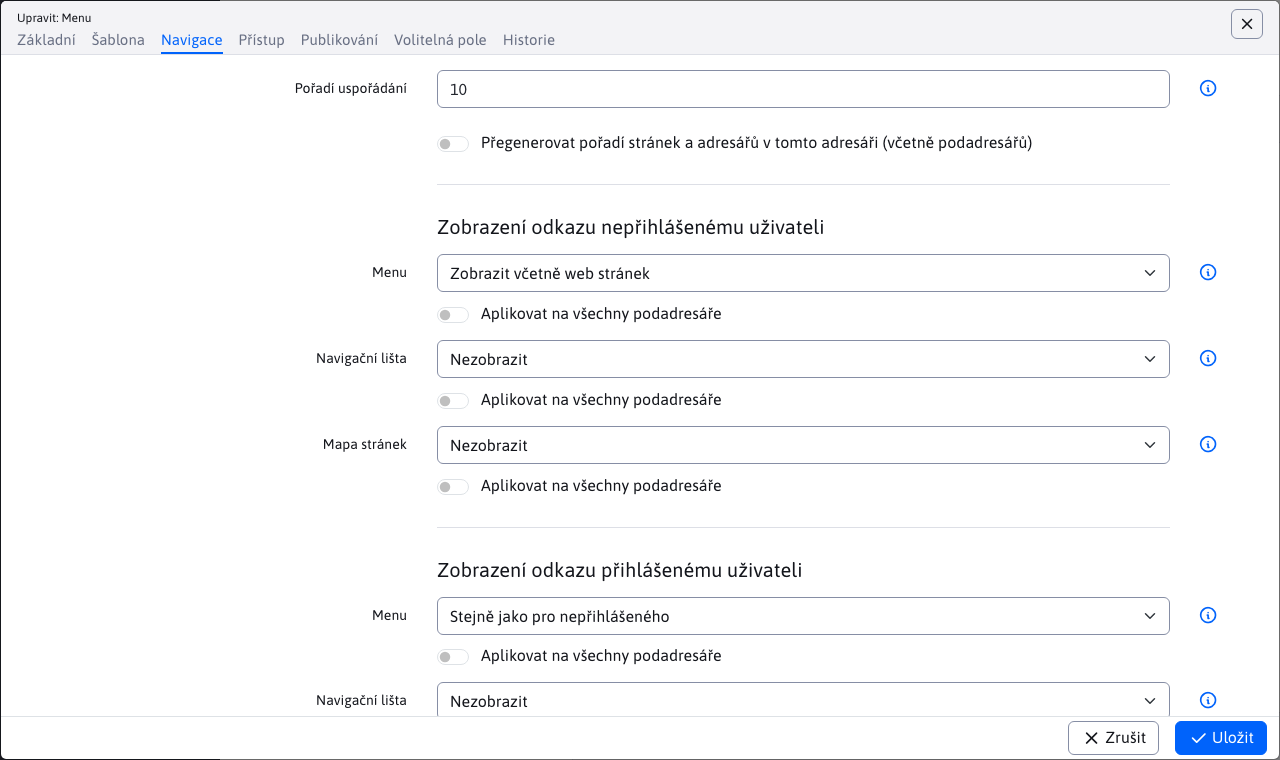 Upravit: Menu
Základní Šablona Navigace Přístup Publikování Volitelná pole Historie
Pořadí uspořádání 10
Přegenerovat pořadí stránek a adresářů v tomto adresáři (včetně podadresářů)
Zobrazení odkazu nepřihlášenému uživateli
Menu Zobrazit včetně web stránek
Aplikovat na všechny podadresáře
Navigační lišta Nezobrazit
Aplikovat na všechny podadresáře
Mapa stránek Nezobrazit
Aplikovat na všechny podadresáře
Zobrazení odkazu přihlášenému uživateli
Menu Stejně jako pro nepřihlášeného
Aplikovat na všechny podadresáře
Navigační lišta Nezobrazit
Zrušit Uložit